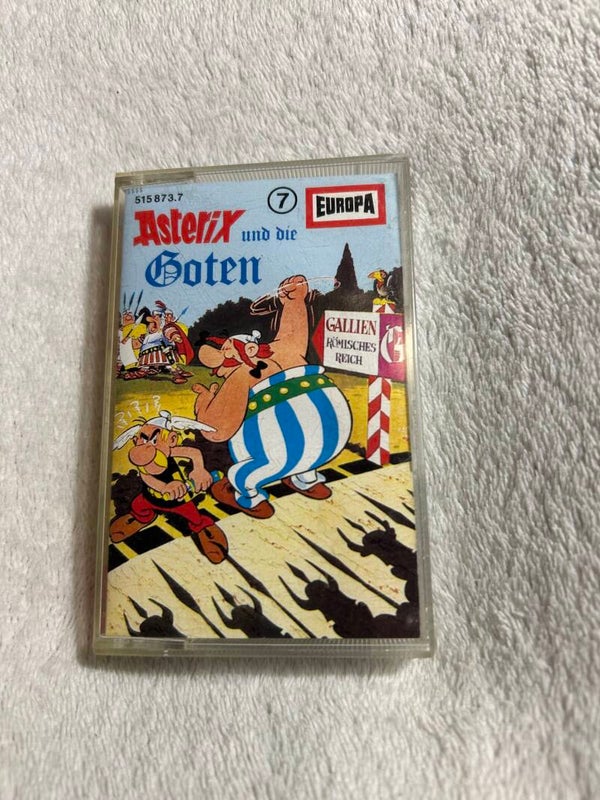 515 873.7
7
EUROPA
Asterix und die
Goten
GALLIEN
RÖMISCHES
REICH
G